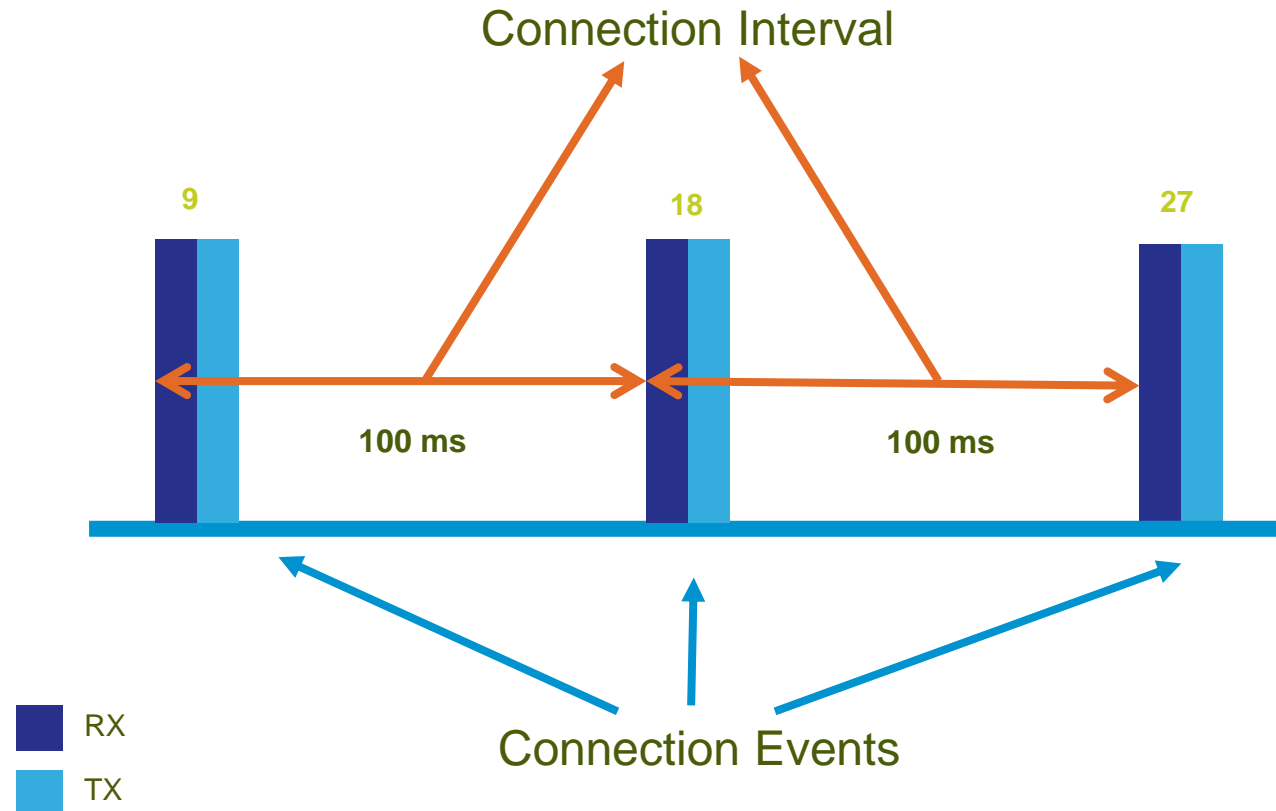 Connection Interval
9
18
27
100 ms
100 ms
RX
Connection Events
TX